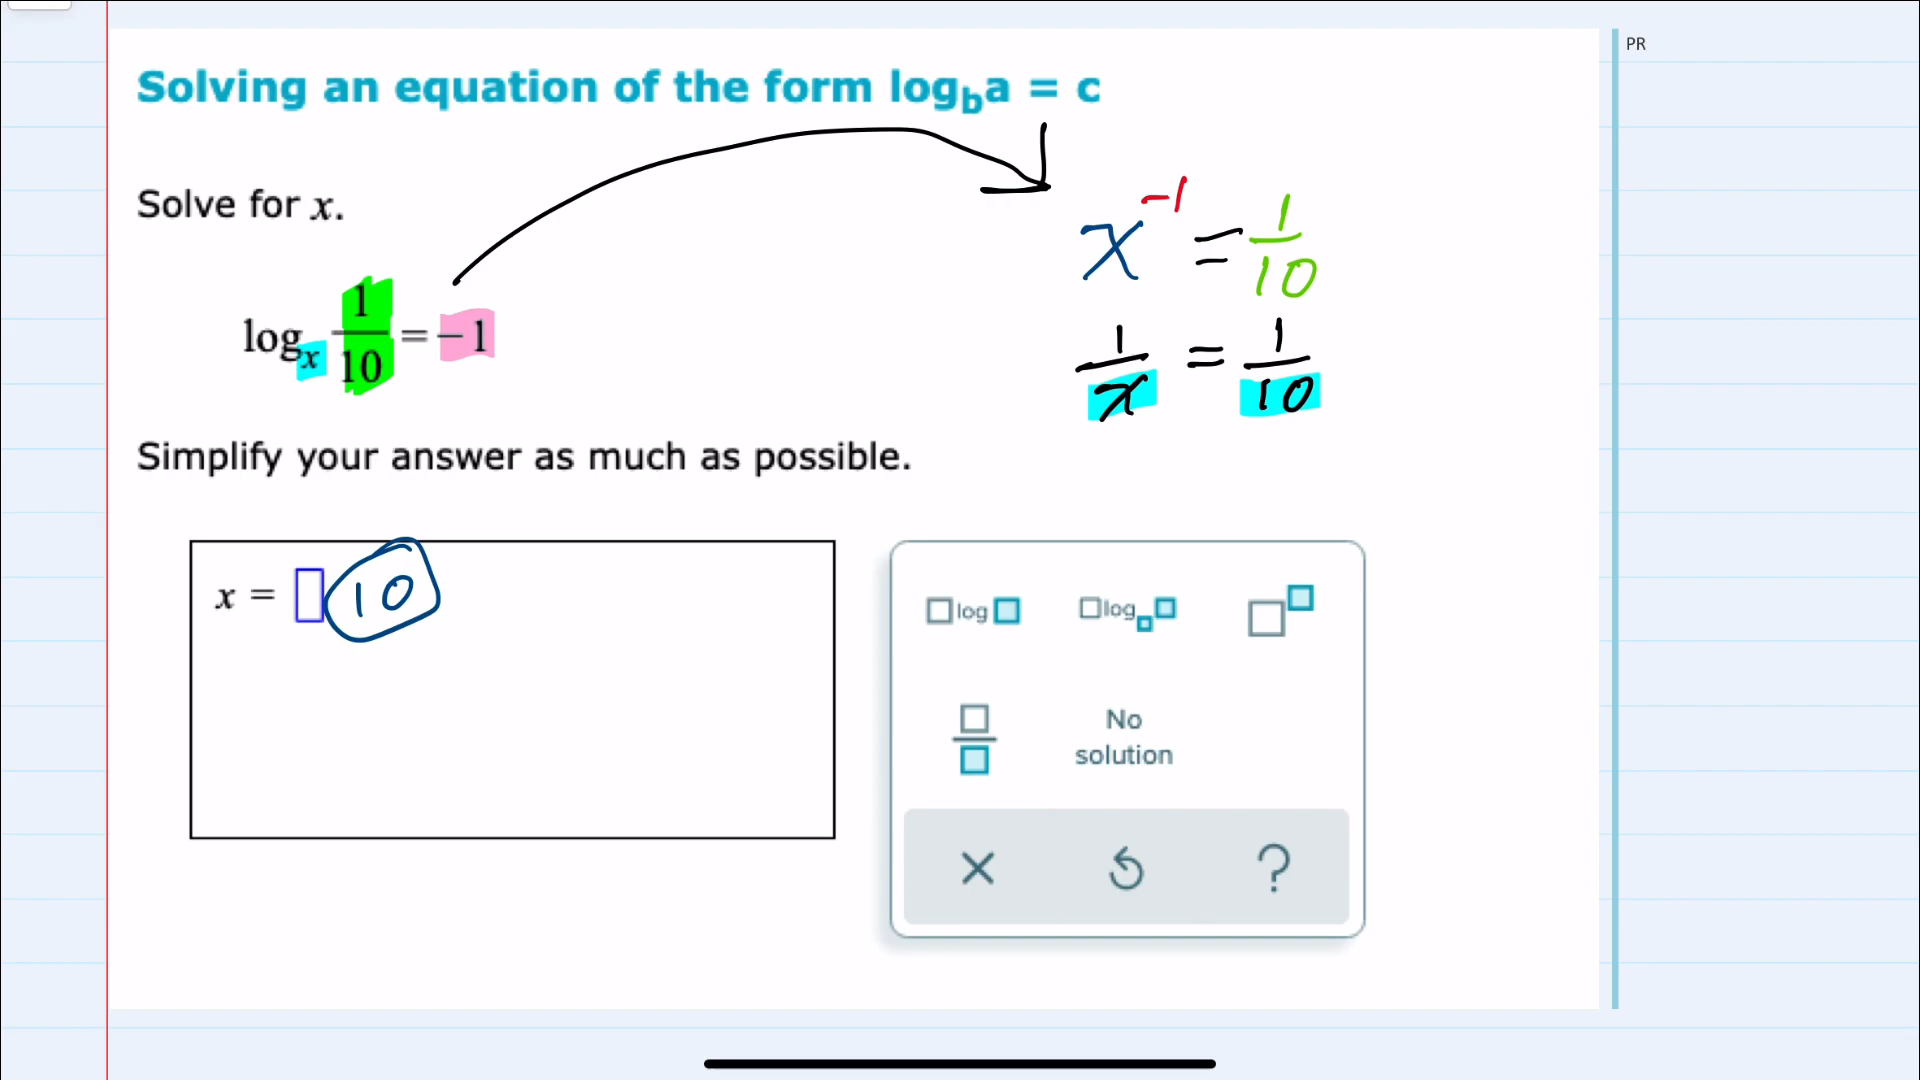 PR
Solving an equation of the form log_b a = c
Solve for x.
log_x 1/10 = −1
x^−1 = 1/10
1/x = 1/10
Simplify your answer as much as possible.
x = □ 10
□log□ □log_□□ □^□
□/□ No solution
× ↺ ?